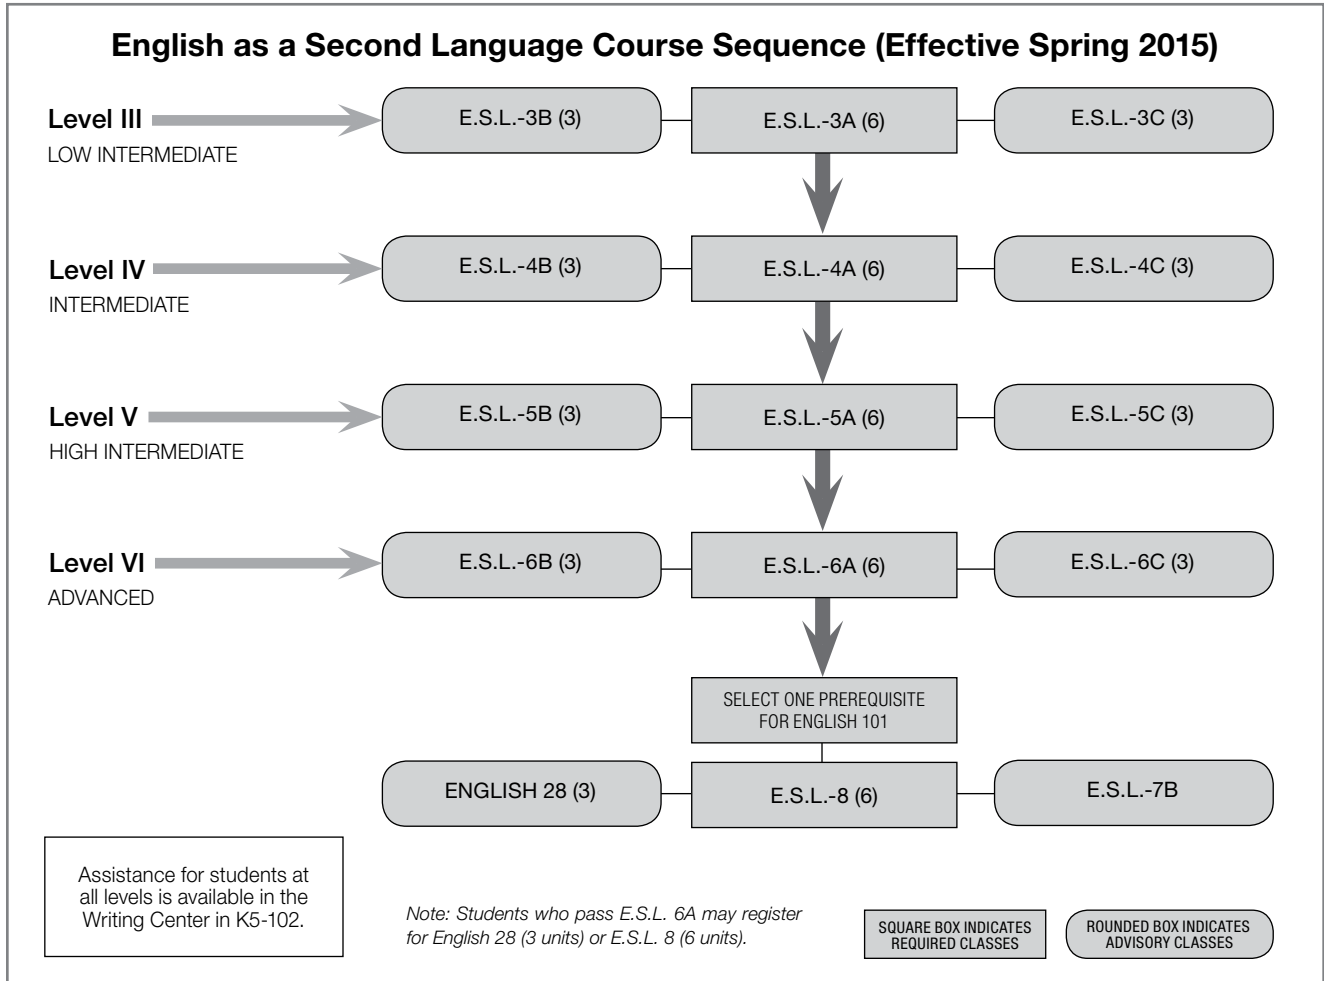 English as a Second Language Course Sequence (Effective Spring 2015)
Level III
LOW INTERMEDIATE
E.S.L.-3B (3)
E.S.L.-3A (6)
E.S.L.-3C (3)
Level IV
INTERMEDIATE
E.S.L.-4B (3)
E.S.L.-4A (6)
E.S.L.-4C (3)
Level V
HIGH INTERMEDIATE
E.S.L.-5B (3)
E.S.L.-5A (6)
E.S.L.-5C (3)
Level VI
ADVANCED
E.S.L.-6B (3)
E.S.L.-6A (6)
E.S.L.-6C (3)
SELECT ONE PREREQUISITE
FOR ENGLISH 101
ENGLISH 28 (3)
E.S.L.-8 (6)
E.S.L.-7B
Assistance for students at
all levels is available in the
Writing Center in K5-102.
Note: Students who pass E.S.L. 6A may register
for English 28 (3 units) or E.S.L. 8 (6 units).
SQUARE BOX INDICATES
REQUIRED CLASSES
ROUNDED BOX INDICATES
ADVISORY CLASSES